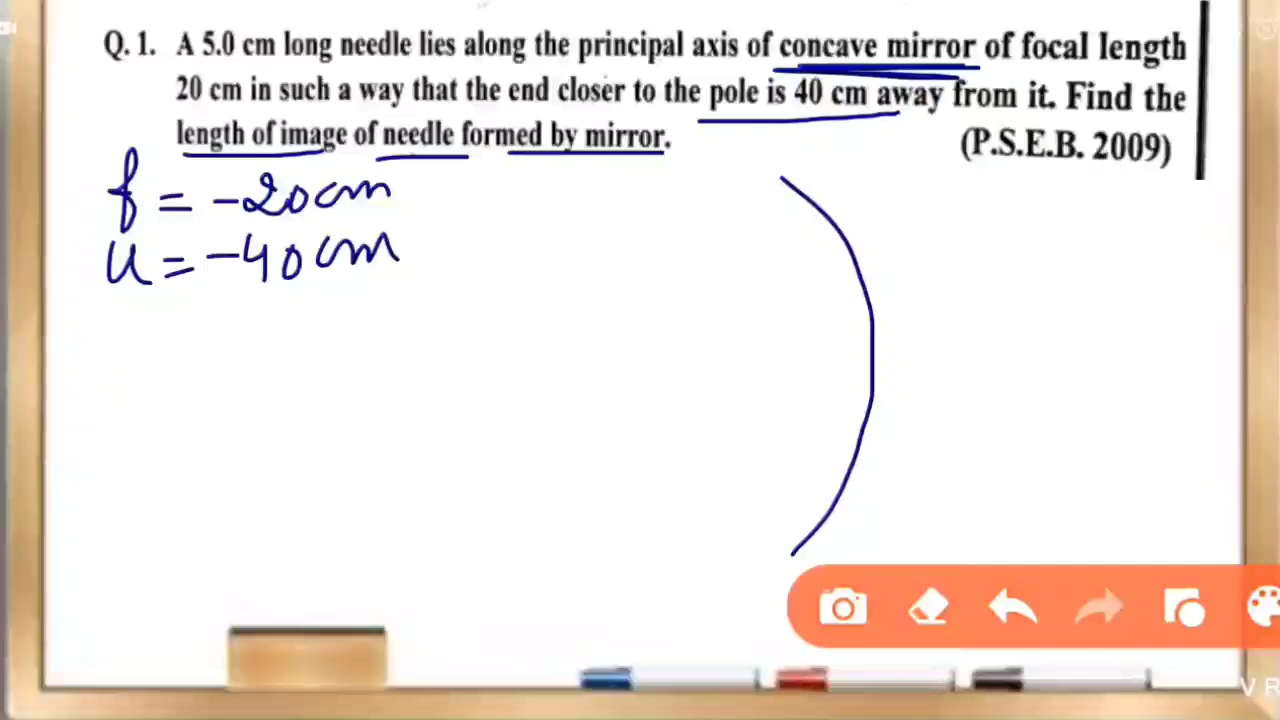 Q. 1. A 5.0 cm long needle lies along the principal axis of concave mirror of focal length
20 cm in such a way that the end closer to the pole is 40 cm away from it. Find the
length of image of needle formed by mirror. (P.S.E.B. 2009)
f = -20cm
u = -40cm
V R